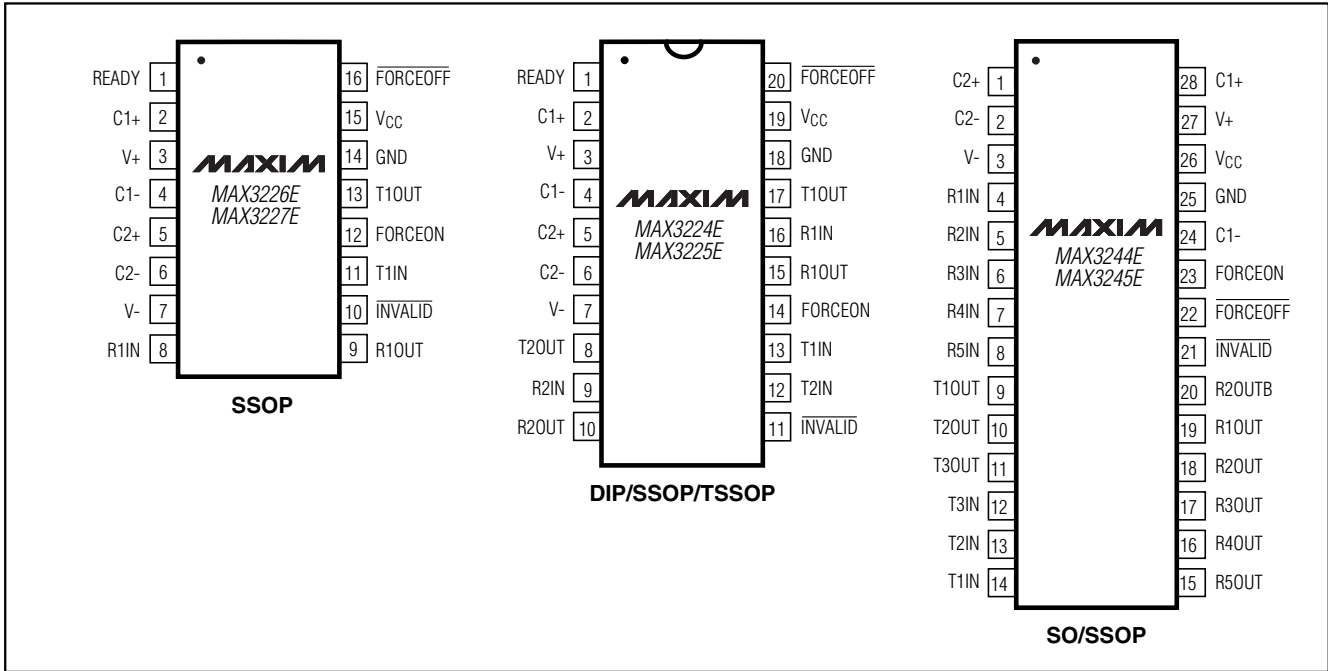 READY 1
C1+ 2
V+ 3
C1- 4
C2+ 5
C2- 6
V- 7
R1IN 8
MAXIM
MAX3226E
MAX3227E
16 FORCEOFF
15 VCC
14 GND
13 T1OUT
12 FORCEON
11 T1IN
10 INVALID
9 R1OUT
SSOP
READY 1
C1+ 2
V+ 3
C1- 4
C2+ 5
C2- 6
V- 7
T2OUT 8
R2IN 9
R2OUT 10
MAXIM
MAX3224E
MAX3225E
20 FORCEOFF
19 VCC
18 GND
17 T1OUT
16 R1IN
15 R1OUT
14 FORCEON
13 T1IN
12 T2IN
11 INVALID
DIP/SSOP/TSSOP
C2+ 1
C2- 2
V- 3
R1IN 4
R2IN 5
R3IN 6
R4IN 7
R5IN 8
T1OUT 9
T2OUT 10
T3OUT 11
T3IN 12
T2IN 13
T1IN 14
MAXIM
MAX3244E
MAX3245E
28 C1+
27 V+
26 VCC
25 GND
24 C1-
23 FORCEON
22 FORCEOFF
21 INVALID
20 R2OUTB
19 R1OUT
18 R2OUT
17 R3OUT
16 R4OUT
15 R5OUT
SO/SSOP